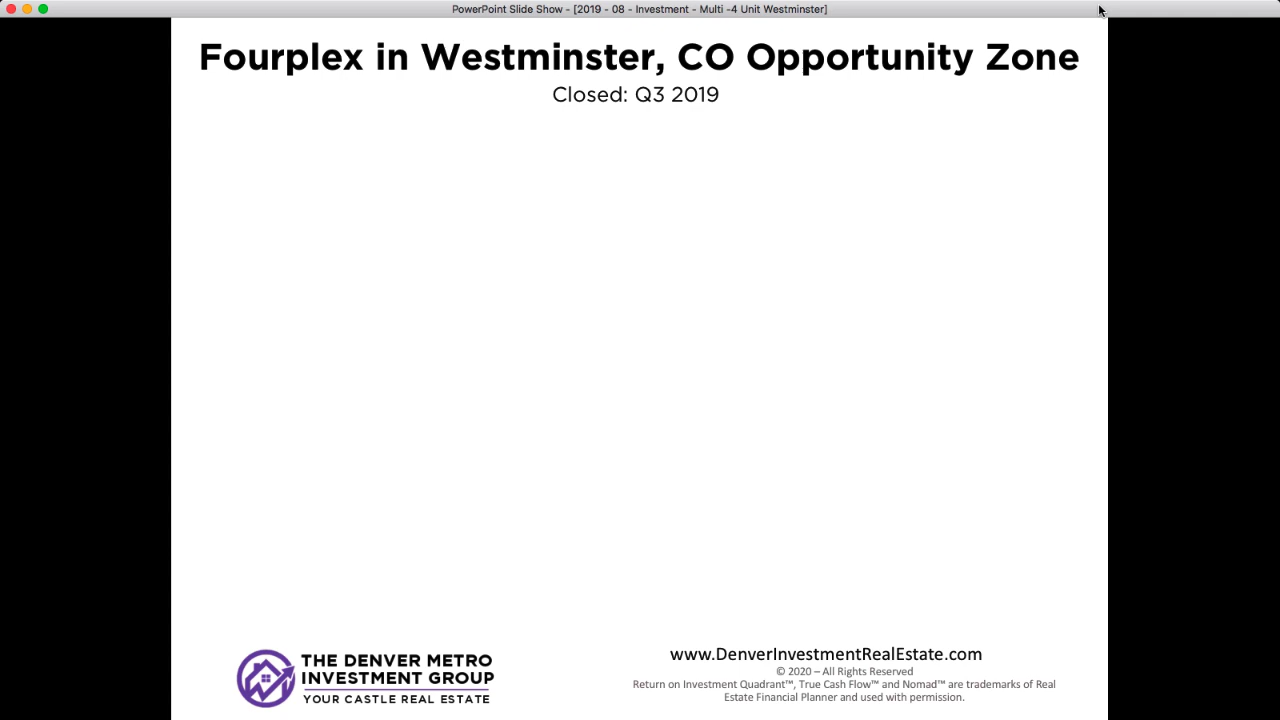 PowerPoint Slide Show - [2019 - 08 - Investment - Multi -4 Unit Westminster]
Fourplex in Westminster, CO Opportunity Zone
Closed: Q3 2019
THE DENVER METRO
INVESTMENT GROUP
YOUR CASTLE REAL ESTATE
www.DenverInvestmentRealEstate.com
© 2020 – All Rights Reserved
Return on Investment Quadrant™, True Cash Flow™ and Nomad™ are trademarks of Real
Estate Financial Planner and used with permission.